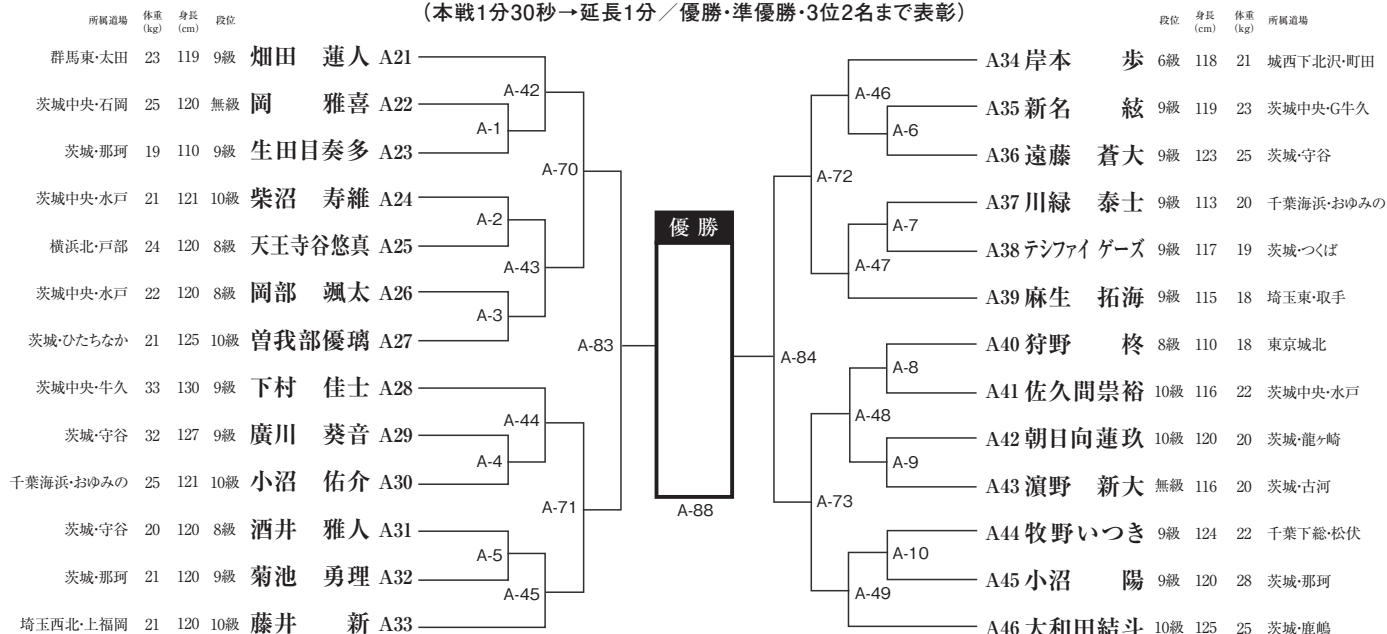 (本戦1分30秒→延長1分／優勝・準優勝・3位2名まで表彰)
所属道場 体重(kg) 身長(cm) 段位
群馬東・太田 23 119 9級 畑田 蓮人 A21
茨城中央・石岡 25 120 無級 岡 雅喜 A22
茨城・那珂 19 110 9級 生田目奏多 A23
茨城中央・水戸 21 121 10級 柴沼 寿維 A24
横浜北・戸部 24 120 8級 天王寺谷悠真 A25
茨城中央・水戸 22 120 8級 岡部 颯太 A26
茨城・ひたちなか 21 125 10級 曽我部優璃 A27
茨城中央・牛久 33 130 9級 下村 佳士 A28
茨城・守谷 32 127 9級 廣川 葵音 A29
千葉海浜・おゆみの 25 121 10級 小沼 佑介 A30
茨城・守谷 20 120 8級 酒井 雅人 A31
茨城・那珂 21 120 9級 菊池 勇理 A32
埼玉西北・上福岡 21 120 10級 藤井 新 A33
A-42
A-1
A-70
A-2
A-43
A-3
A-83
A-44
A-4
A-71
A-5
A-45
優勝
A-88
A-46
A-6
A-72
A-7
A-47
A-84
A-8
A-48
A-9
A-73
A-10
A-49
段位 身長(cm) 体重(kg) 所属道場
A34 岸本 歩 6級 118 21 城西下北沢・町田
A35 新名 絃 9級 119 23 茨城中央・G牛久
A36 遠藤 蒼大 9級 123 25 茨城・守谷
A37 川緑 泰士 9級 113 20 千葉海浜・おゆみの
A38 テシファイ ゲーズ 9級 117 19 茨城・つくば
A39 麻生 拓海 9級 115 18 埼玉東・取手
A40 狩野 柊 8級 110 18 東京城北
A41 佐久間崇裕 10級 116 22 茨城中央・水戸
A42 朝日向蓮玖 10級 120 20 茨城・龍ヶ崎
A43 濵野 新大 無級 116 20 茨城・古河
A44 牧野いつき 9級 124 22 千葉下総・松伏
A45 小沼 陽 9級 120 28 茨城・那珂
A46 大和田結斗 10級 125 25 茨城・鹿嶋